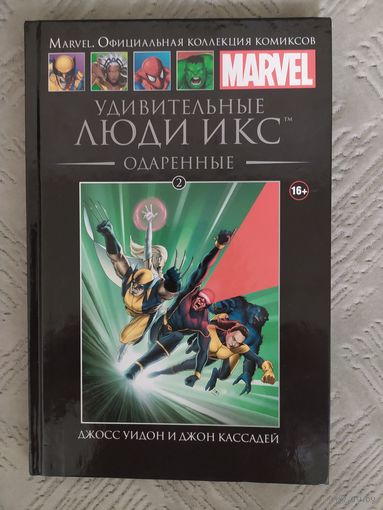 Marvel. Официальная коллекция комиксов
MARVEL
УДИВИТЕЛЬНЫЕ
ЛЮДИ ИКС™
ОДАРЕННЫЕ
2
16+
ДЖОСС УИДОН И ДЖОН КАССАДЕЙ